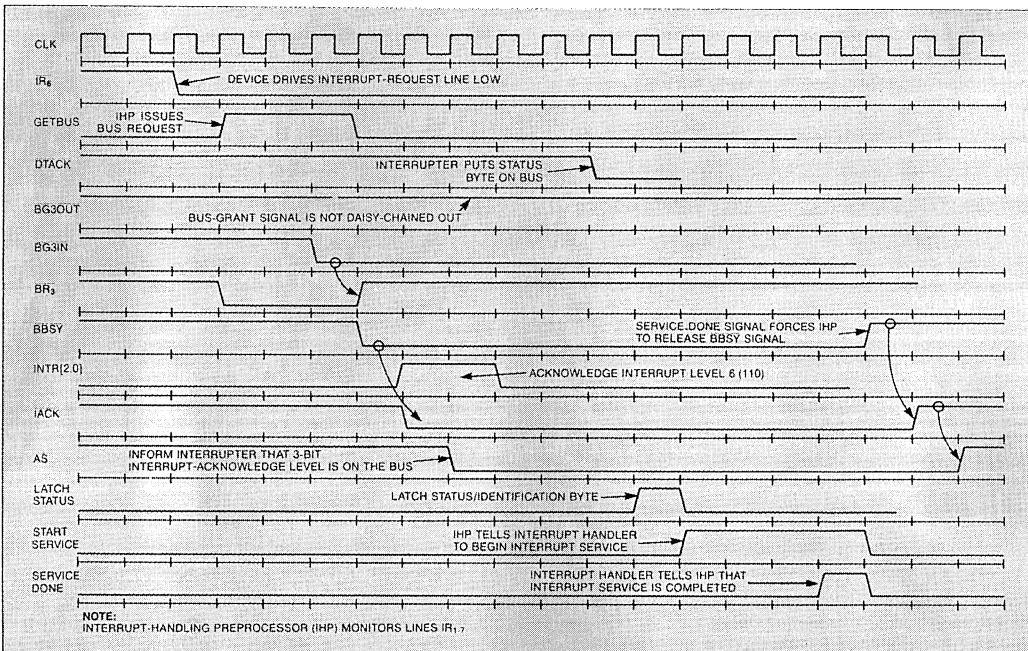 CLK
IR6
DEVICE DRIVES INTERRUPT-REQUEST LINE LOW
GETBUS
IHP ISSUES
BUS REQUEST
DTACK
INTERRUPTER PUTS STATUS
BYTE ON BUS
BG3OUT
BUS-GRANT SIGNAL IS NOT DAISY-CHAINED OUT
BG3IN
BR3
BBSY
SERVICE.DONE SIGNAL FORCES IHP
TO RELEASE BBSY SIGNAL
INTR[2.0]
ACKNOWLEDGE INTERRUPT LEVEL 6 (110)
IACK
AS
INFORM INTERRUPTER THAT 3-BIT
INTERRUPT-ACKNOWLEDGE LEVEL IS ON THE BUS
LATCH
STATUS
LATCH STATUS/IDENTIFICATION BYTE
START
SERVICE
IHP TELLS INTERRUPT HANDLER
TO BEGIN INTERRUPT SERVICE
SERVICE
DONE
INTERRUPT HANDLER TELLS IHP THAT
INTERRUPT SERVICE IS COMPLETED
NOTE:
INTERRUPT-HANDLING PREPROCESSOR (IHP) MONITORS LINES IR1-7